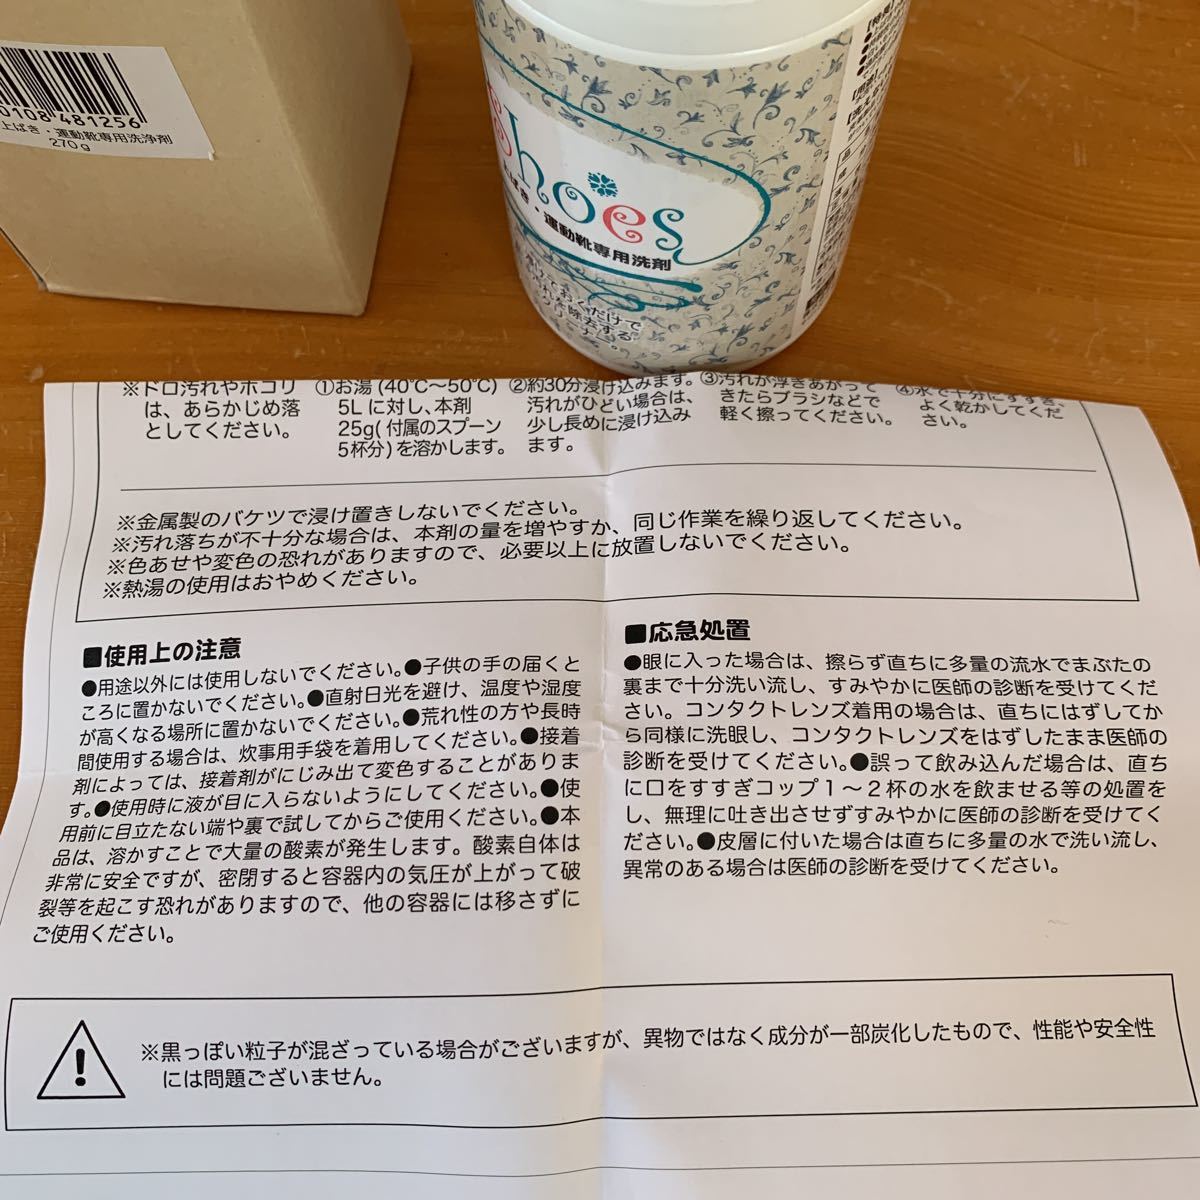 0108 481256
上ばき・運動靴専用洗浄剤
270g
Shoes
上ばき・運動靴専用洗剤
ておくだけで
を除去する
※ドロ汚れやホコリ
は、あらかじめ落
としてください。
①お湯(40℃〜50℃)
5Lに対し、本剤
25g(付属のスプーン
5杯分)を溶かします。
②約30分浸け込みます。
汚れがひどい場合は、
少し長めに浸け込み
ます。
③汚れが浮きあがって
きたらブラシなどで
軽く擦ってください。
④水で十分にすすぎ、
よく乾かしてくだ
さい。
※金属製のバケツで浸け置きしないでください。
※汚れ落ちが不十分な場合は、本剤の量を増やすか、同じ作業を繰り返してください。
※色あせや変色の恐れがありますので、必要以上に放置しないでください。
※熱湯の使用はおやめください。
■使用上の注意
●用途以外には使用しないでください。●子供の手の届くと
ころに置かないでください。●直射日光を避け、温度や湿度
が高くなる場所に置かないでください。●荒れ性の方や長時
間使用する場合は、炊事用手袋を着用してください。●接着
剤によっては、接着剤がにじみ出て変色することがありま
す。●使用時に液が目に入らないようにしてください。●使
用前に目立たない端や裏で試してからご使用ください。●本
品は、溶かすことで大量の酸素が発生します。酸素自体は
非常に安全ですが、密閉すると容器内の気圧が上がって破
裂等を起こす恐れがありますので、他の容器には移さずに
ご使用ください。
■応急処置
●眼に入った場合は、擦らず直ちに多量の流水でまぶたの
裏まで十分洗い流し、すみやかに医師の診断を受けてくだ
さい。コンタクトレンズ着用の場合は、直ちにはずしてか
ら同様に洗眼し、コンタクトレンズをはずしたまま医師の
診断を受けてください。●誤って飲み込んだ場合は、直ち
に口をすすぎコップ1〜2杯の水を飲ませる等の処置を
し、無理に吐き出させずすみやかに医師の診断を受けてく
ださい。●皮層に付いた場合は直ちに多量の水で洗い流し、
異常のある場合は医師の診断を受けてください。
※黒っぽい粒子が混ざっている場合がございますが、異物ではなく成分が一部炭化したもので、性能や安全性
には問題ございません。